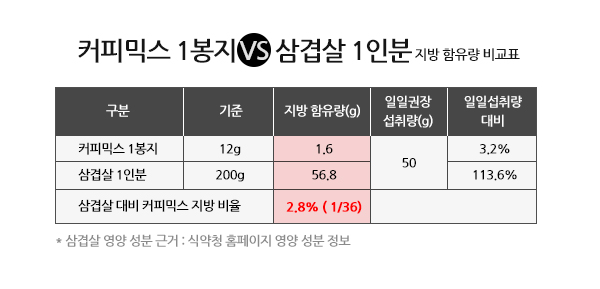 커피믹스 1봉지 VS 삼겹살 1인분 지방 함유량 비교표
구분 기준 지방 함유량(g) 일일권장 섭취량(g) 일일섭취량 대비
커피믹스 1봉지 12g 1.6 50 3.2%
삼겹살 1인분 200g 56.8 113.6%
삼겹살 대비 커피믹스 지방 비율 2.8% ( 1/36)
* 삼겹살 영양 성분 근거 : 식약청 홈페이지 영양 성분 정보